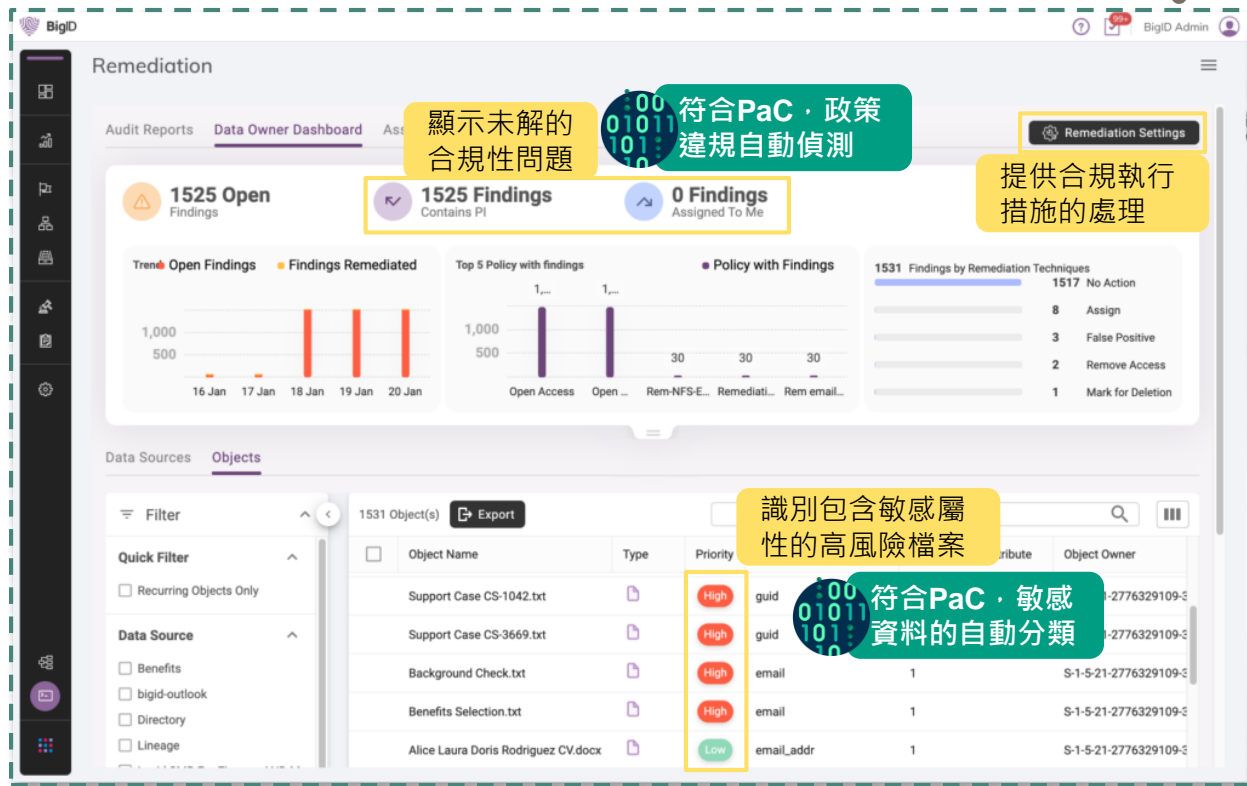 BigID
99+
BigID Admin
Remediation
Audit Reports
Data Owner Dashboard
顯示未解的
合規性問題
符合PaC，政策
違規自動偵測
Remediation Settings
提供合規執行
措施的處理
1525 Open
Findings
1525 Findings
Contains PI
0 Findings
Assigned To Me
Open Findings
Findings Remediated
1,000
500
16 Jan 17 Jan 18 Jan 19 Jan 20 Jan
Top 5 Policy with findings
Policy with Findings
1,...
1,...
1,000
500
30 30 30
Open Access Open ... Rem-NFS-E... Remediati... Rem email...
1531 Findings by Remediation Techniques
1517 No Action
8 Assign
3 False Positive
2 Remove Access
1 Mark for Deletion
Data Sources
Objects
Filter
Quick Filter
Recurring Objects Only
Data Source
Benefits
bigid-outlook
Directory
Lineage
1531 Object(s)
Export
識別包含敏感屬
性的高風險檔案
Object Name Type Priority Object Owner
符合PaC，敏感
資料的自動分類
Support Case CS-1042.txt High guid 1-2776329109-3
Support Case CS-3669.txt High guid 1-2776329109-3
Background Check.txt High email 1 S-1-5-21-2776329109-3
Benefits Selection.txt High email 1 S-1-5-21-2776329109-3
Alice Laura Doris Rodriguez CV.docx Low email_addr 1 S-1-5-21-2776329109-3